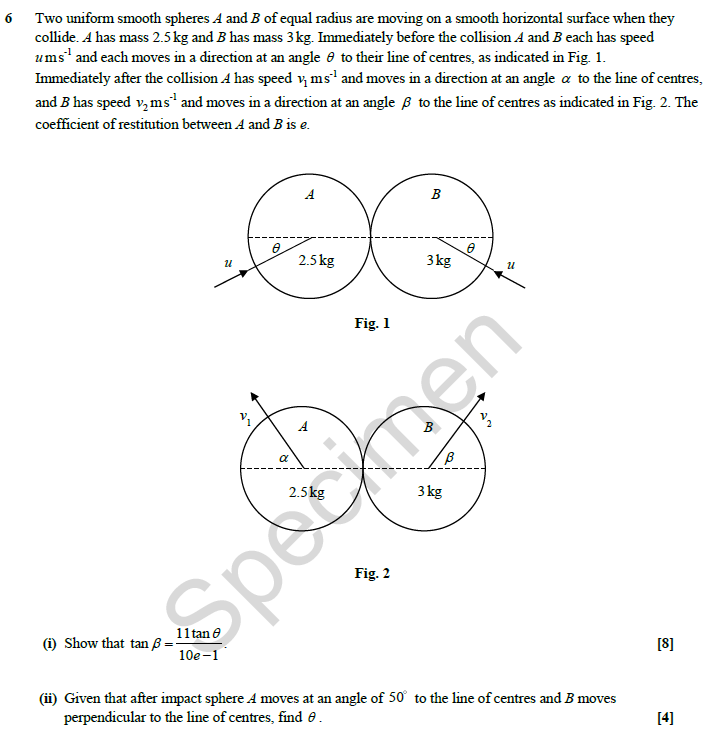 6 Two uniform smooth spheres A and B of equal radius are moving on a smooth horizontal surface when they
collide. A has mass 2.5 kg and B has mass 3 kg. Immediately before the collision A and B each has speed
u ms⁻¹ and each moves in a direction at an angle θ to their line of centres, as indicated in Fig. 1.
Immediately after the collision A has speed v₁ ms⁻¹ and moves in a direction at an angle α to the line of centres,
and B has speed v₂ ms⁻¹ and moves in a direction at an angle β to the line of centres as indicated in Fig. 2. The
coefficient of restitution between A and B is e.
A B
θ θ
u 2.5 kg 3 kg u
Fig. 1
v₁ A B v₂
α β
2.5 kg 3 kg
Fig. 2
Specimen
(i) Show that tan β = 11 tan θ / 10e − 1 . [8]
(ii) Given that after impact sphere A moves at an angle of 50° to the line of centres and B moves
perpendicular to the line of centres, find θ . [4]